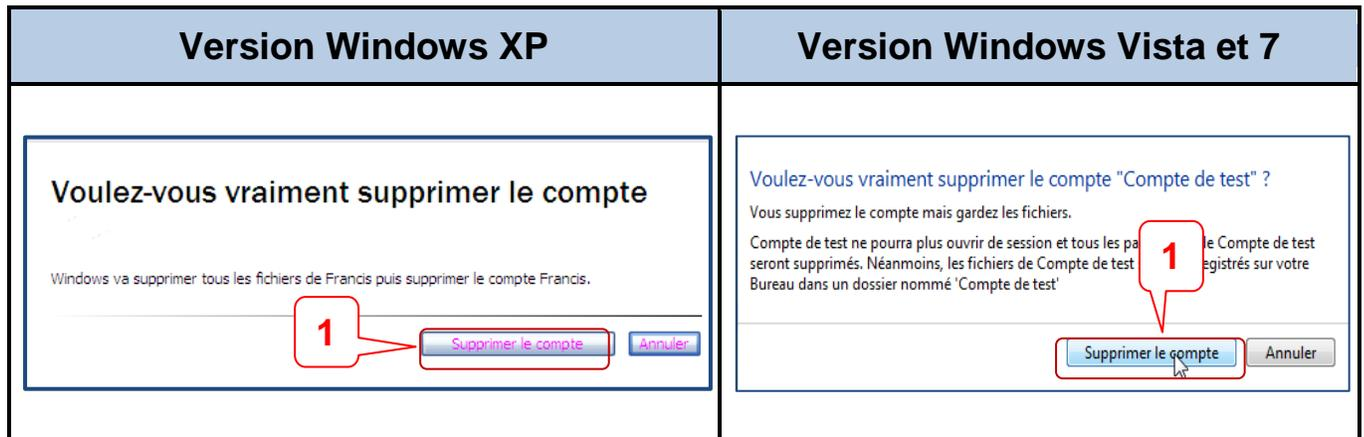 Version Windows XP
Version Windows Vista et 7
Voulez-vous vraiment supprimer le compte
Windows va supprimer tous les fichiers de Francis puis supprimer le compte Francis.
1
Supprimer le compte
Annuler
Voulez-vous vraiment supprimer le compte "Compte de test" ?
Vous supprimez le compte mais gardez les fichiers.
Compte de test ne pourra plus ouvrir de session et tous les Compte de test
seront supprimés. Néanmoins, les fichiers de Compte de test sur votre
Bureau dans un dossier nommé 'Compte de test'
1
Supprimer le compte
Annuler